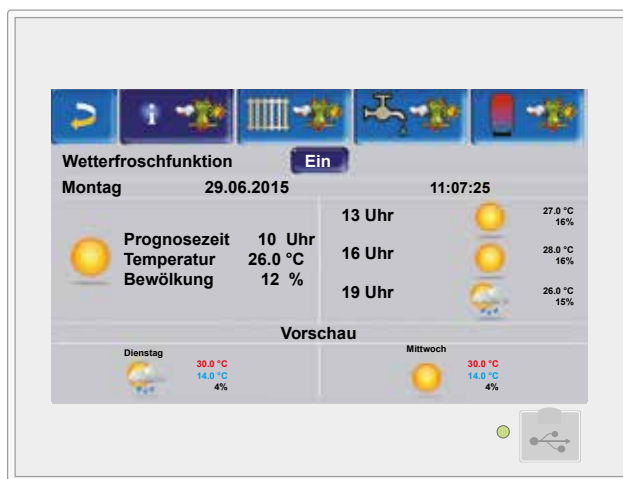 Wetterfroschfunktion Ein
Montag 29.06.2015 11:07:25
Prognosezeit 10 Uhr
Temperatur 26.0 °C
Bewölkung 12 %
13 Uhr 27.0 °C
16%
16 Uhr 28.0 °C
16%
19 Uhr 26.0 °C
15%
Vorschau
Dienstag
30.0 °C
14.0 °C
4%
Mittwoch
30.0 °C
14.0 °C
4%